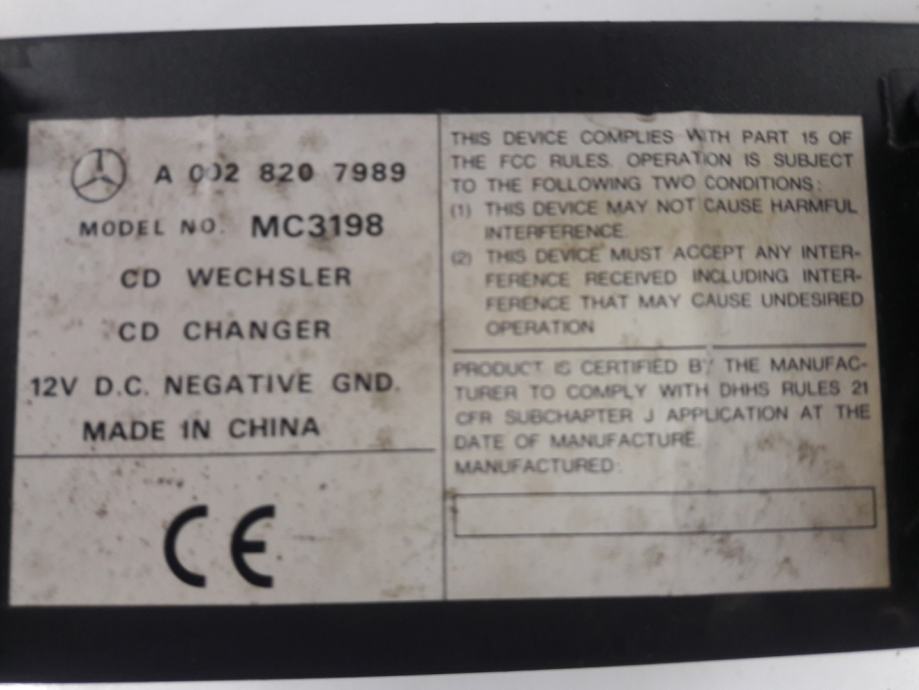 A 002 820 7989
MODEL NO. MC3198
CD WECHSLER
CD CHANGER
12V D.C. NEGATIVE GND.
MADE IN CHINA
CE
THIS DEVICE COMPLIES WITH PART 15 OF
THE FCC RULES. OPERATION IS SUBJECT
TO THE FOLLOWING TWO CONDITIONS:
(1) THIS DEVICE MAY NOT CAUSE HARMFUL
INTERFERENCE.
(2) THIS DEVICE MUST ACCEPT ANY INTER-
FERENCE RECEIVED INCLUDING INTER-
FERENCE THAT MAY CAUSE UNDESIRED
OPERATION
PRODUCT IS CERTIFIED BY THE MANUFAC-
TURER TO COMPLY WITH DHHS RULES 21
CFR SUBCHAPTER J APPLICATION AT THE
DATE OF MANUFACTURE.
MANUFACTURED: